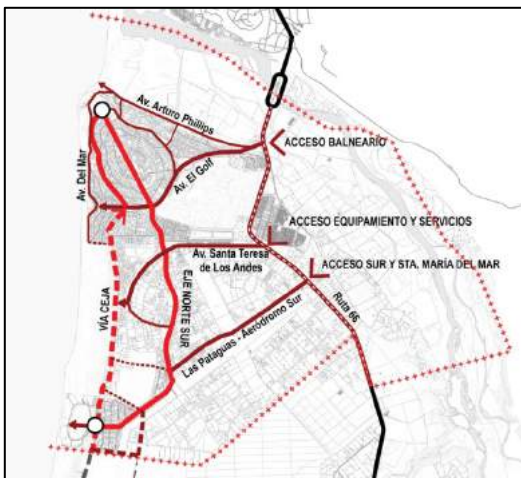 Av. Arturo Phillips
ACCESO BALNEARIO
Av. El Golf
Av. Del Mar
ACCESO EQUIPAMIENTO Y SERVICIOS
Av. Santa Teresa
de Los Andes
ACCESO SUR Y STA. MARÍA DEL MAR
VÍA CEJA
EJE NORTE SUR
Ruta 66
Las Pataguas - Aeródromo Sur